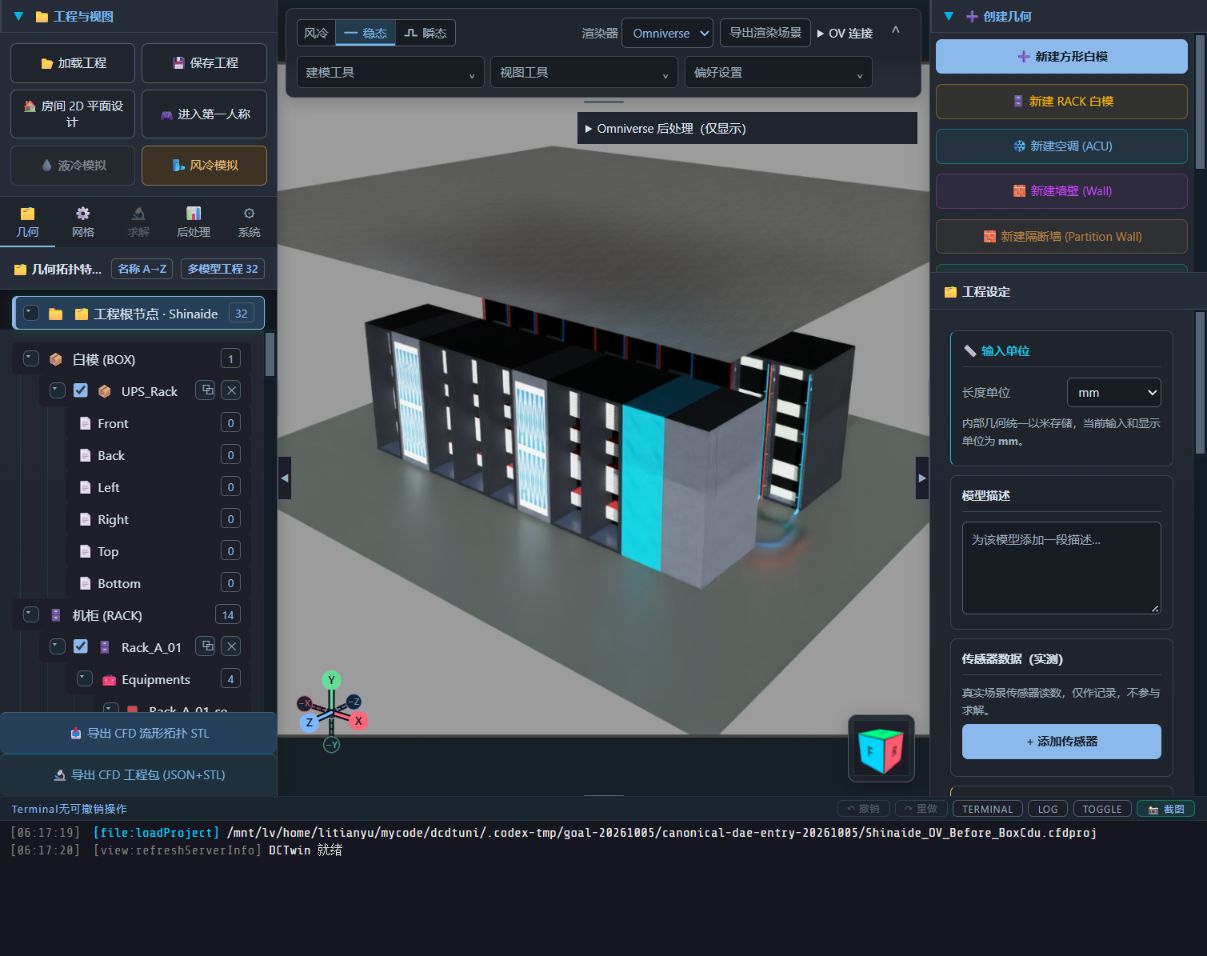 工程与视图
加载工程
保存工程
房间 2D 平面设
计
进入第一人称
液冷模拟
风冷模拟
几何
网格
求解
后处理
系统
几何拓扑特...
名称 A→Z
多模型工程 32
工程根节点 · Shinaide
32
白模 (BOX)
1
UPS_Rack
Front
0
Back
0
Left
0
Right
0
Top
0
Bottom
0
机柜 (RACK)
14
Rack_A_01
Equipments
4
Rack_A_01_se
导出 CFD 流形拓扑 STL
导出 CFD 工程包 (JSON+STL)
风冷
稳态
瞬态
渲染器
Omniverse
导出渲染场景
OV 连接
建模工具
视图工具
偏好设置
Omniverse 后处理（仅显示）
Y
-X
-Z
Z
X
-Y
F
R
创建几何
新建方形白模
新建 RACK 白模
新建空调 (ACU)
新建墙壁 (Wall)
新建隔断墙 (Partition Wall)
工程设定
输入单位
长度单位
mm
内部几何统一以米存储，当前输入和显示
单位为 mm。
模型描述
为该模型添加一段描述...
传感器数据（实测）
真实场景传感器读数，仅作记录，不参与
求解。
+ 添加传感器
Terminal无可撤销操作
撤销
重做
TERMINAL
LOG
TOGGLE
截图
[06:17:19] [file:loadProject] /mnt/lv/home/litianyu/mycode/dcdtuni/.codex-tmp/goal-20261005/canonical-dae-entry-20261005/Shinaide_OV_Before_BoxCdu.cfdproj
[06:17:20] [view:refreshServerInfo] DCTwin 就绪